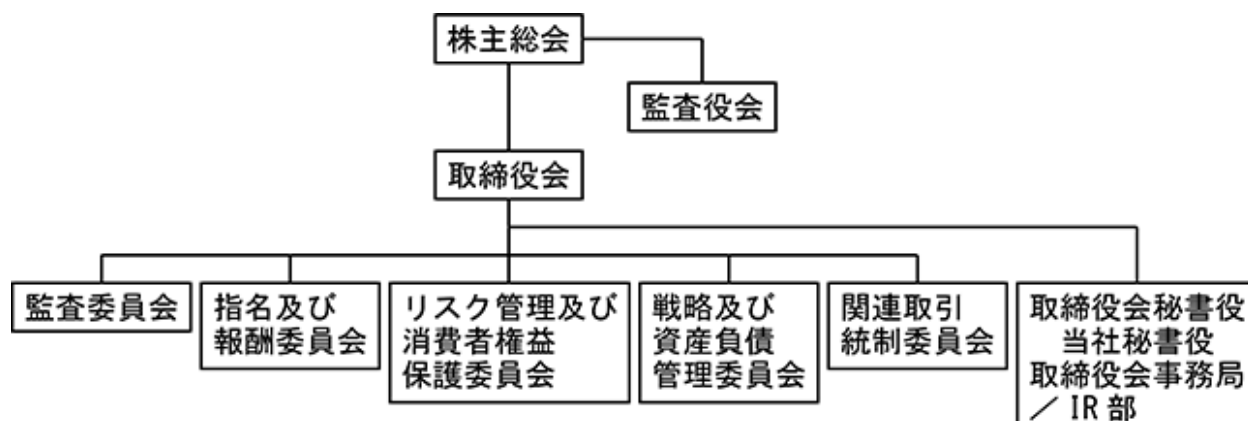 株主総会
監査役会
取締役会
監査委員会
指名及び
報酬委員会
リスク管理及び
消費者権益
保護委員会
戦略及び
資産負債
管理委員会
関連取引
統制委員会
取締役会秘書役
当社秘書役
取締役会事務局
／IR部